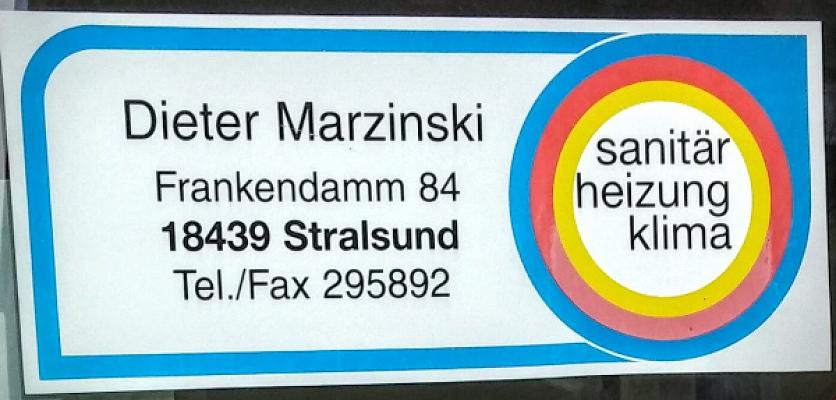 Dieter Marzinski
Frankendamm 84
18439 Stralsund
Tel./Fax 295892
sanitär
heizung
klima